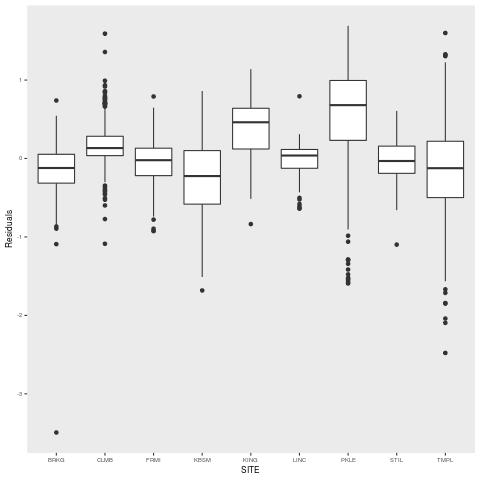 Residuals
1
0
-1
-2
-3
BRKG CLMB FRMI KBSM KING LINC PKLE STIL TMPL
SITE